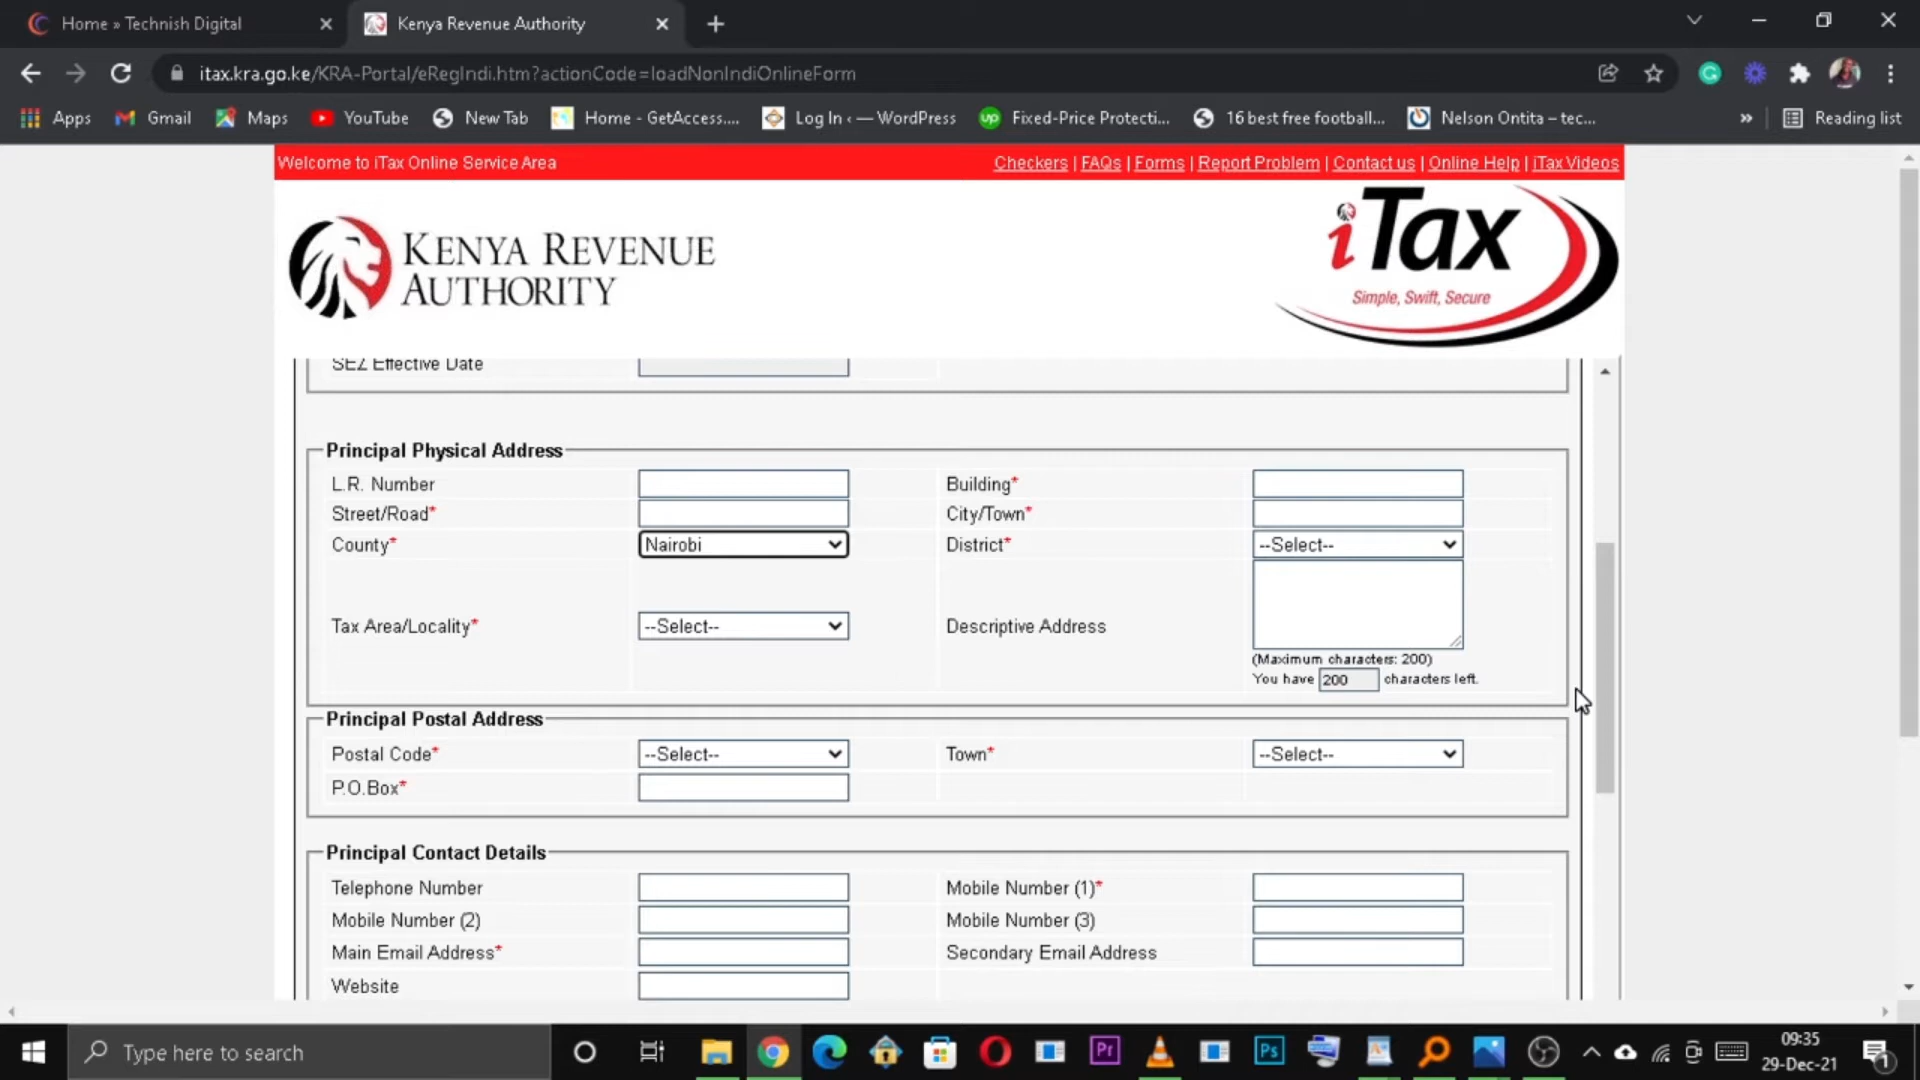 Home » Technish Digital
Kenya Revenue Authority
itax.kra.go.ke/KRA-Portal/eRegIndi.htm?actionCode=loadNonIndiOnlineForm
Apps Gmail Maps YouTube New Tab Home - GetAccess.... Log In ‹ — WordPress Fixed-Price Protecti... 16 best free football... Nelson Ontita – tec... » Reading list
Welcome to iTax Online Service Area
Checkers | FAQs | Forms | Report Problem | Contact us | Online Help | iTax Videos
KENYA REVENUE
AUTHORITY
iTax
Simple, Swift, Secure
SEZ Effective Date
Principal Physical Address
L.R. Number Building*
Street/Road* City/Town*
County* Nairobi District* --Select--
Tax Area/Locality* --Select-- Descriptive Address
(Maximum characters: 200)
You have 200 characters left.
Principal Postal Address
Postal Code* --Select-- Town* --Select--
P.O.Box*
Principal Contact Details
Telephone Number Mobile Number (1)*
Mobile Number (2) Mobile Number (3)
Main Email Address* Secondary Email Address
Website
Type here to search
Pr
Ps
09:35
29-Dec-21
1